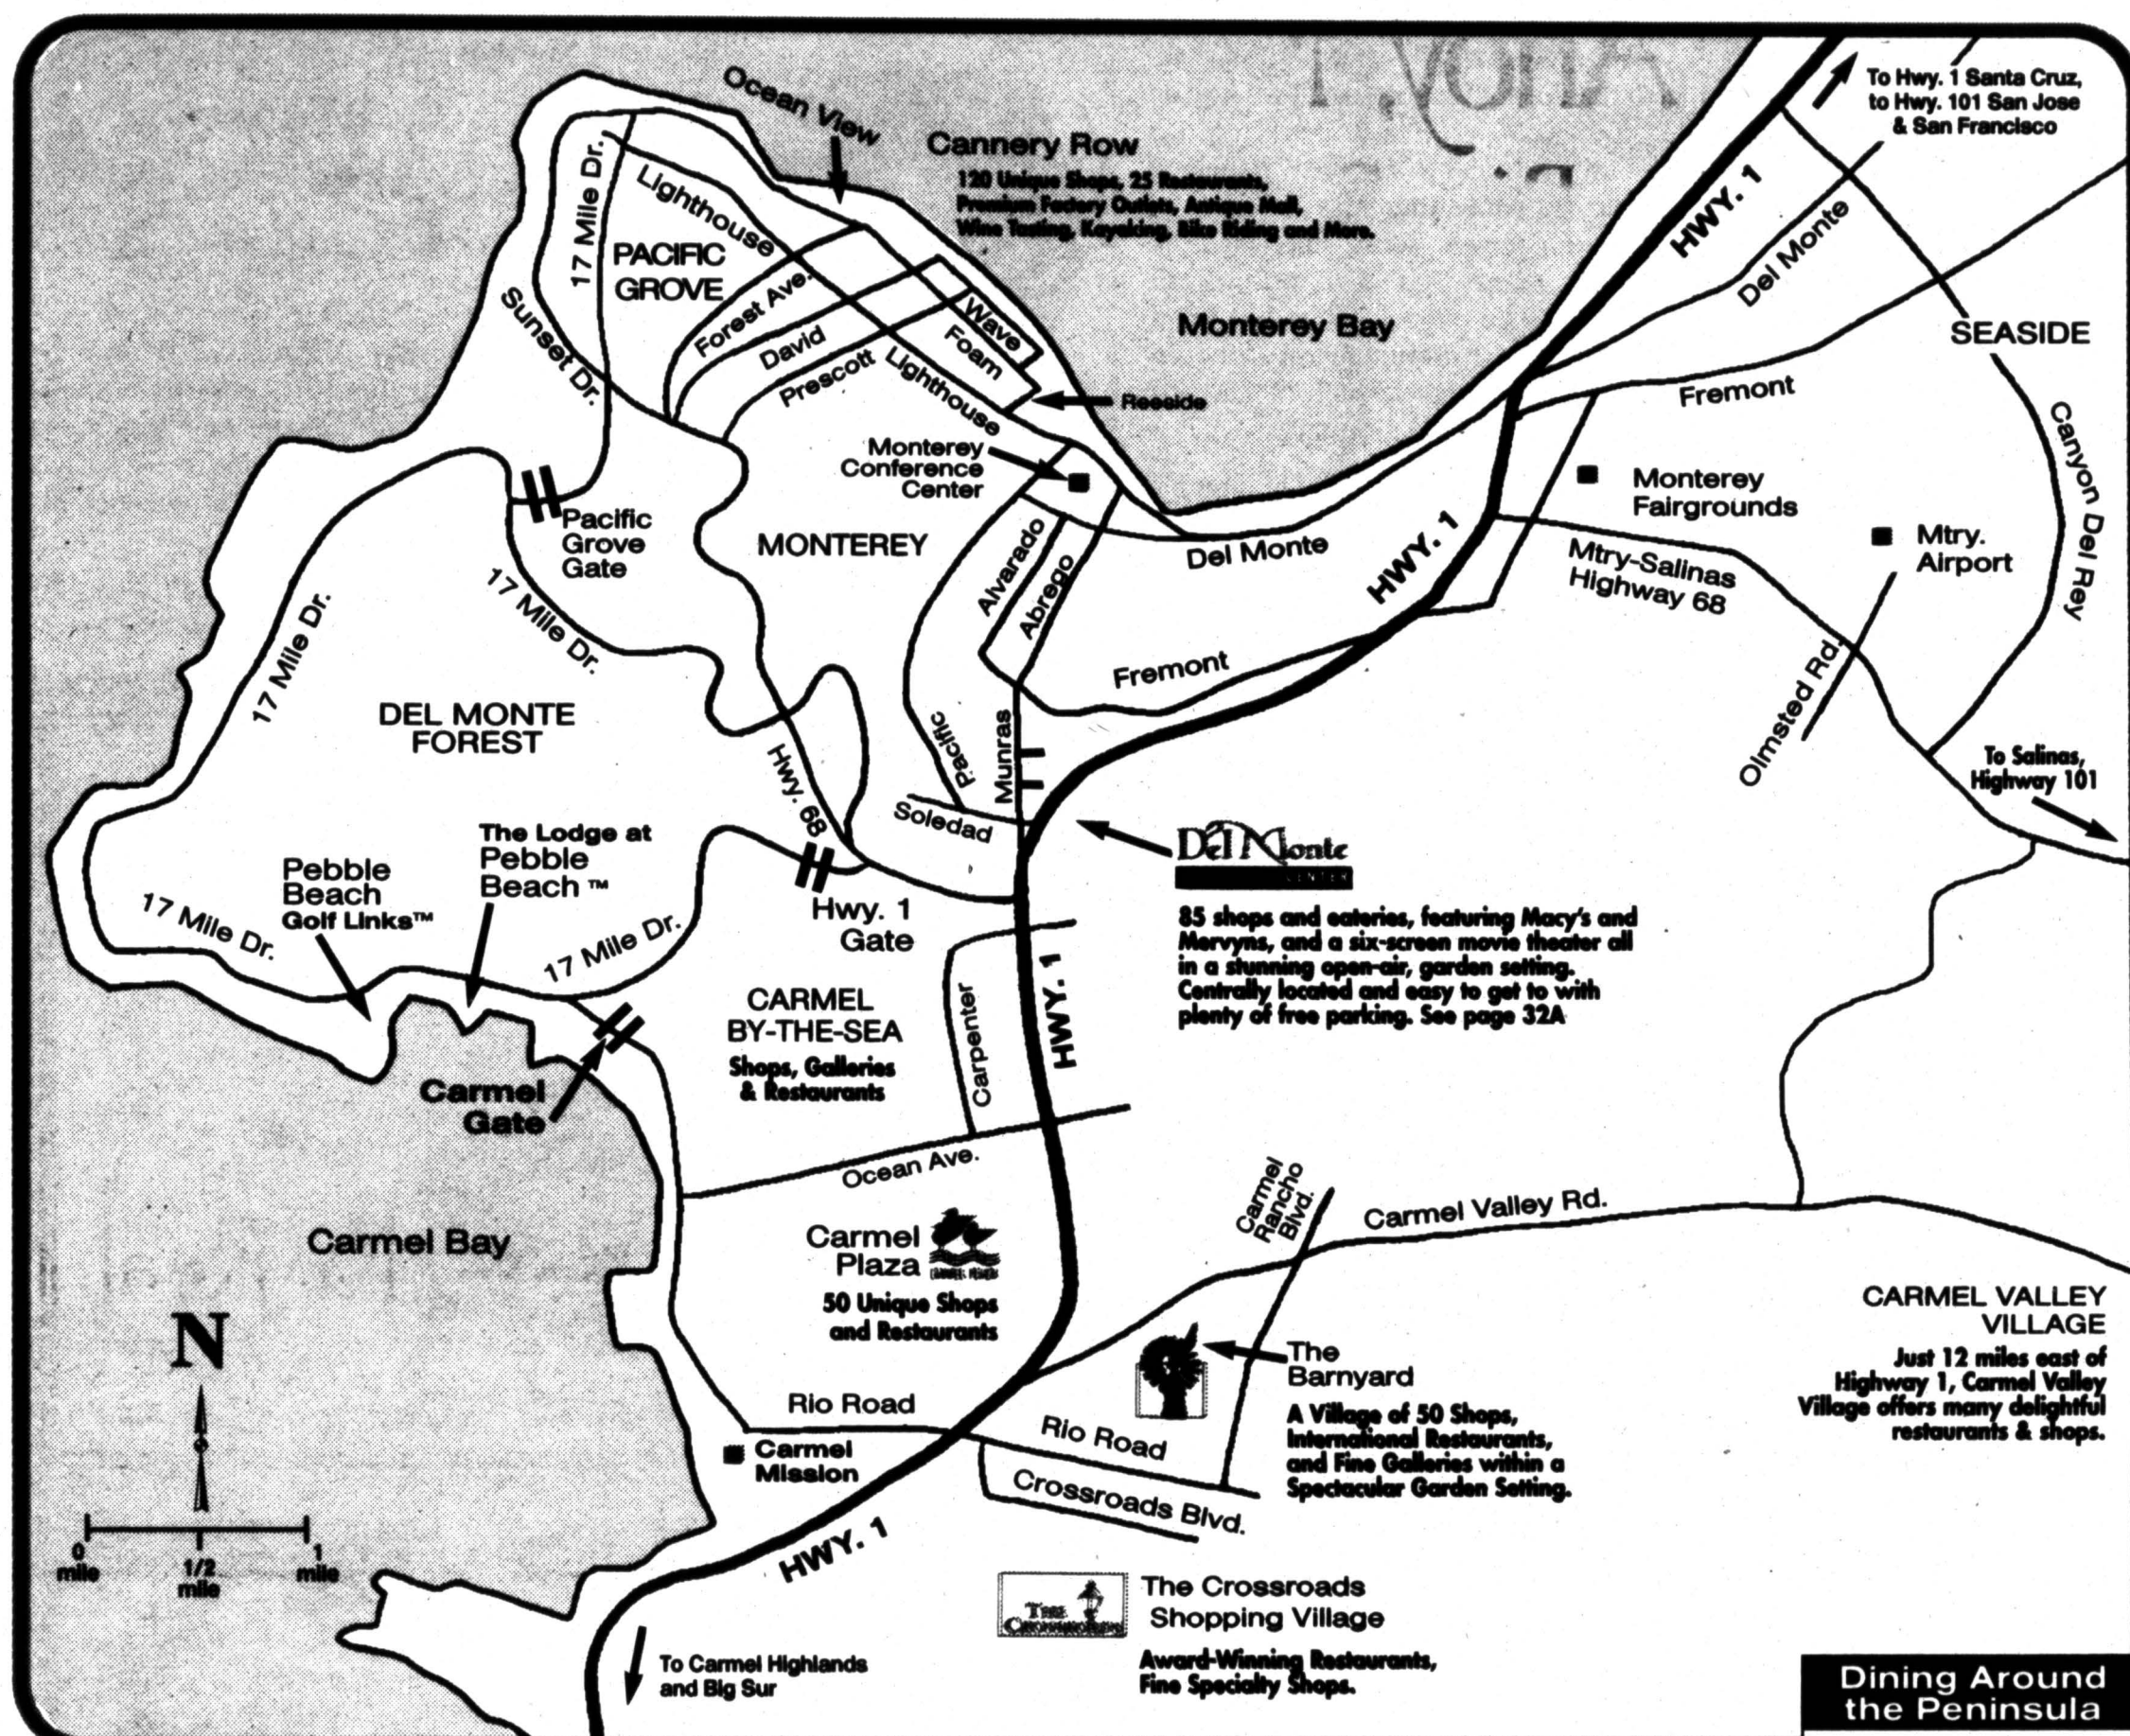 To Hwy. 1 Santa Cruz,
to Hwy. 101 San Jose
& San Francisco
Ocean View
Cannery Row
120 Unique Shops, 25 Restaurants,
Premium Factory Outlets, Antique Mall,
Wine Tasting, Kayaking, Bike Riding and More.
HWY. 1
Del Monte
17 Mile Dr.
Lighthouse
PACIFIC
GROVE
Forest Ave.
Sunset Dr.
David
Prescott
Lighthouse
Wave
Foam
Reeside
Monterey Bay
SEASIDE
Fremont
Canyon Del Rey
Monterey
Conference
Center
Monterey
Fairgrounds
Mtry.
Airport
Pacific
Grove
Gate
MONTEREY
Alvarado
Abrego
Del Monte
HWY. 1
Mtry-Salinas
Highway 68
17 Mile Dr.
17 Mile Dr.
Fremont
Olmsted Rd.
DEL MONTE
FOREST
Pacific
Munras
Hwy. 68
Soledad
To Salinas,
Highway 101
Del Monte
CENTER
85 shops and eateries, featuring Macy's and
Mervyns, and a six-screen movie theater all
in a stunning open-air, garden setting.
Centrally located and easy to get to with
plenty of free parking. See page 32A
The Lodge at
Pebble
Beach ™
Pebble
Beach
Golf Links™
17 Mile Dr.
17 Mile Dr.
Hwy. 1
Gate
CARMEL
BY-THE-SEA
Shops, Galleries
& Restaurants
Carpenter
HWY. 1
Carmel
Gate
Ocean Ave.
Carmel
Rancho
Blvd.
Carmel Valley Rd.
Carmel Bay
Carmel
Plaza
50 Unique Shops
and Restaurants
CARMEL VALLEY
VILLAGE
Just 12 miles east of
Highway 1, Carmel Valley
Village offers many delightful
restaurants & shops.
N
The
Barnyard
A Village of 50 Shops,
International Restaurants,
and Fine Galleries within a
Spectacular Garden Setting.
Rio Road
Rio Road
Carmel
Mission
Crossroads Blvd.
HWY. 1
0
mile
1/2
mile
1
mile
The
Crossroads
The Crossroads
Shopping Village
Award-Winning Restaurants,
Fine Specialty Shops.
To Carmel Highlands
and Big Sur
Dining Around
the Peninsula